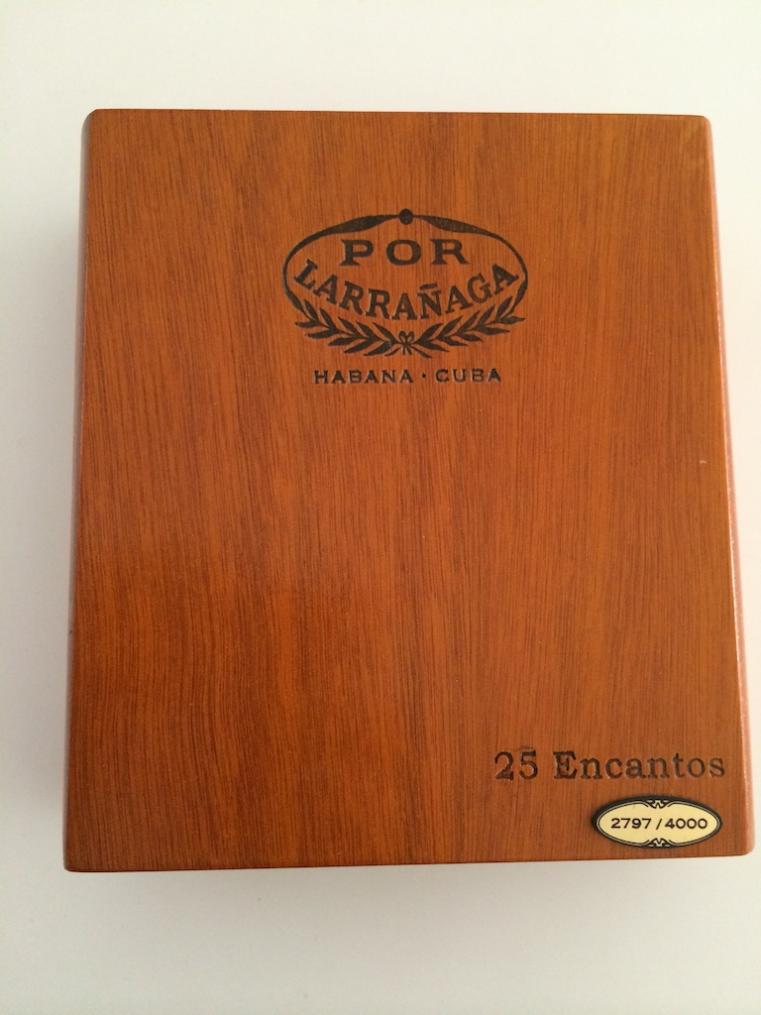 POR
LARRAÑAGA
HABANA · CUBA
25 Encantos
2797 / 4000